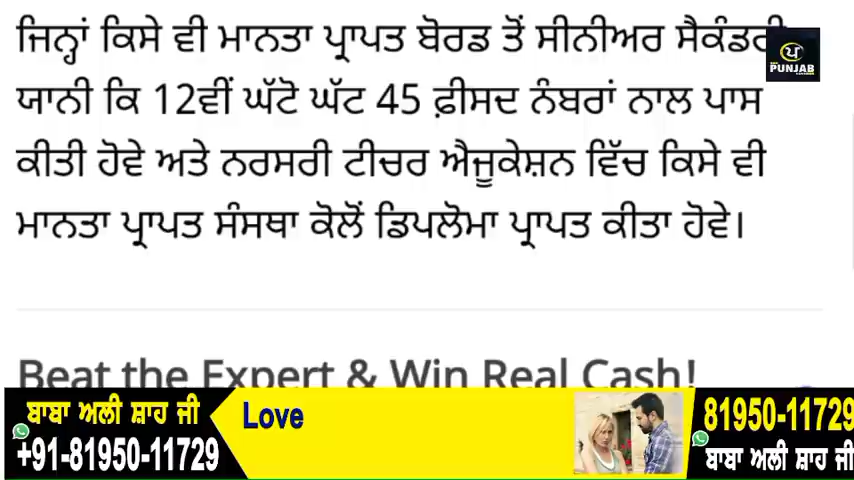 ਜਿਨ੍ਹਾਂ ਕਿਸੇ ਵੀ ਮਾਨਤਾ ਪ੍ਰਾਪਤ ਬੋਰਡ ਤੋਂ ਸੀਨੀਅਰ ਸੈਕੰਡਰੀ
ਪ
PUNJAB
ਯਾਨੀ ਕਿ 12ਵੀਂ ਘੱਟੋ ਘੱਟ 45 ਫ਼ੀਸਦ ਨੰਬਰਾਂ ਨਾਲ ਪਾਸ
ਕੀਤੀ ਹੋਵੇ ਅਤੇ ਨਰਸਰੀ ਟੀਚਰ ਐਜੂਕੇਸ਼ਨ ਵਿੱਚ ਕਿਸੇ ਵੀ
ਮਾਨਤਾ ਪ੍ਰਾਪਤ ਸੰਸਥਾ ਕੋਲੋਂ ਡਿਪਲੋਮਾ ਪ੍ਰਾਪਤ ਕੀਤਾ ਹੋਵੇ।
Beat the Expert & Win Real Cash!
ਬਾਬਾ ਅਲੀ ਸ਼ਾਹ ਜੀ
+91-81950-11729
Love
81950-11729
ਬਾਬਾ ਅਲੀ ਸ਼ਾਹ ਜੀ